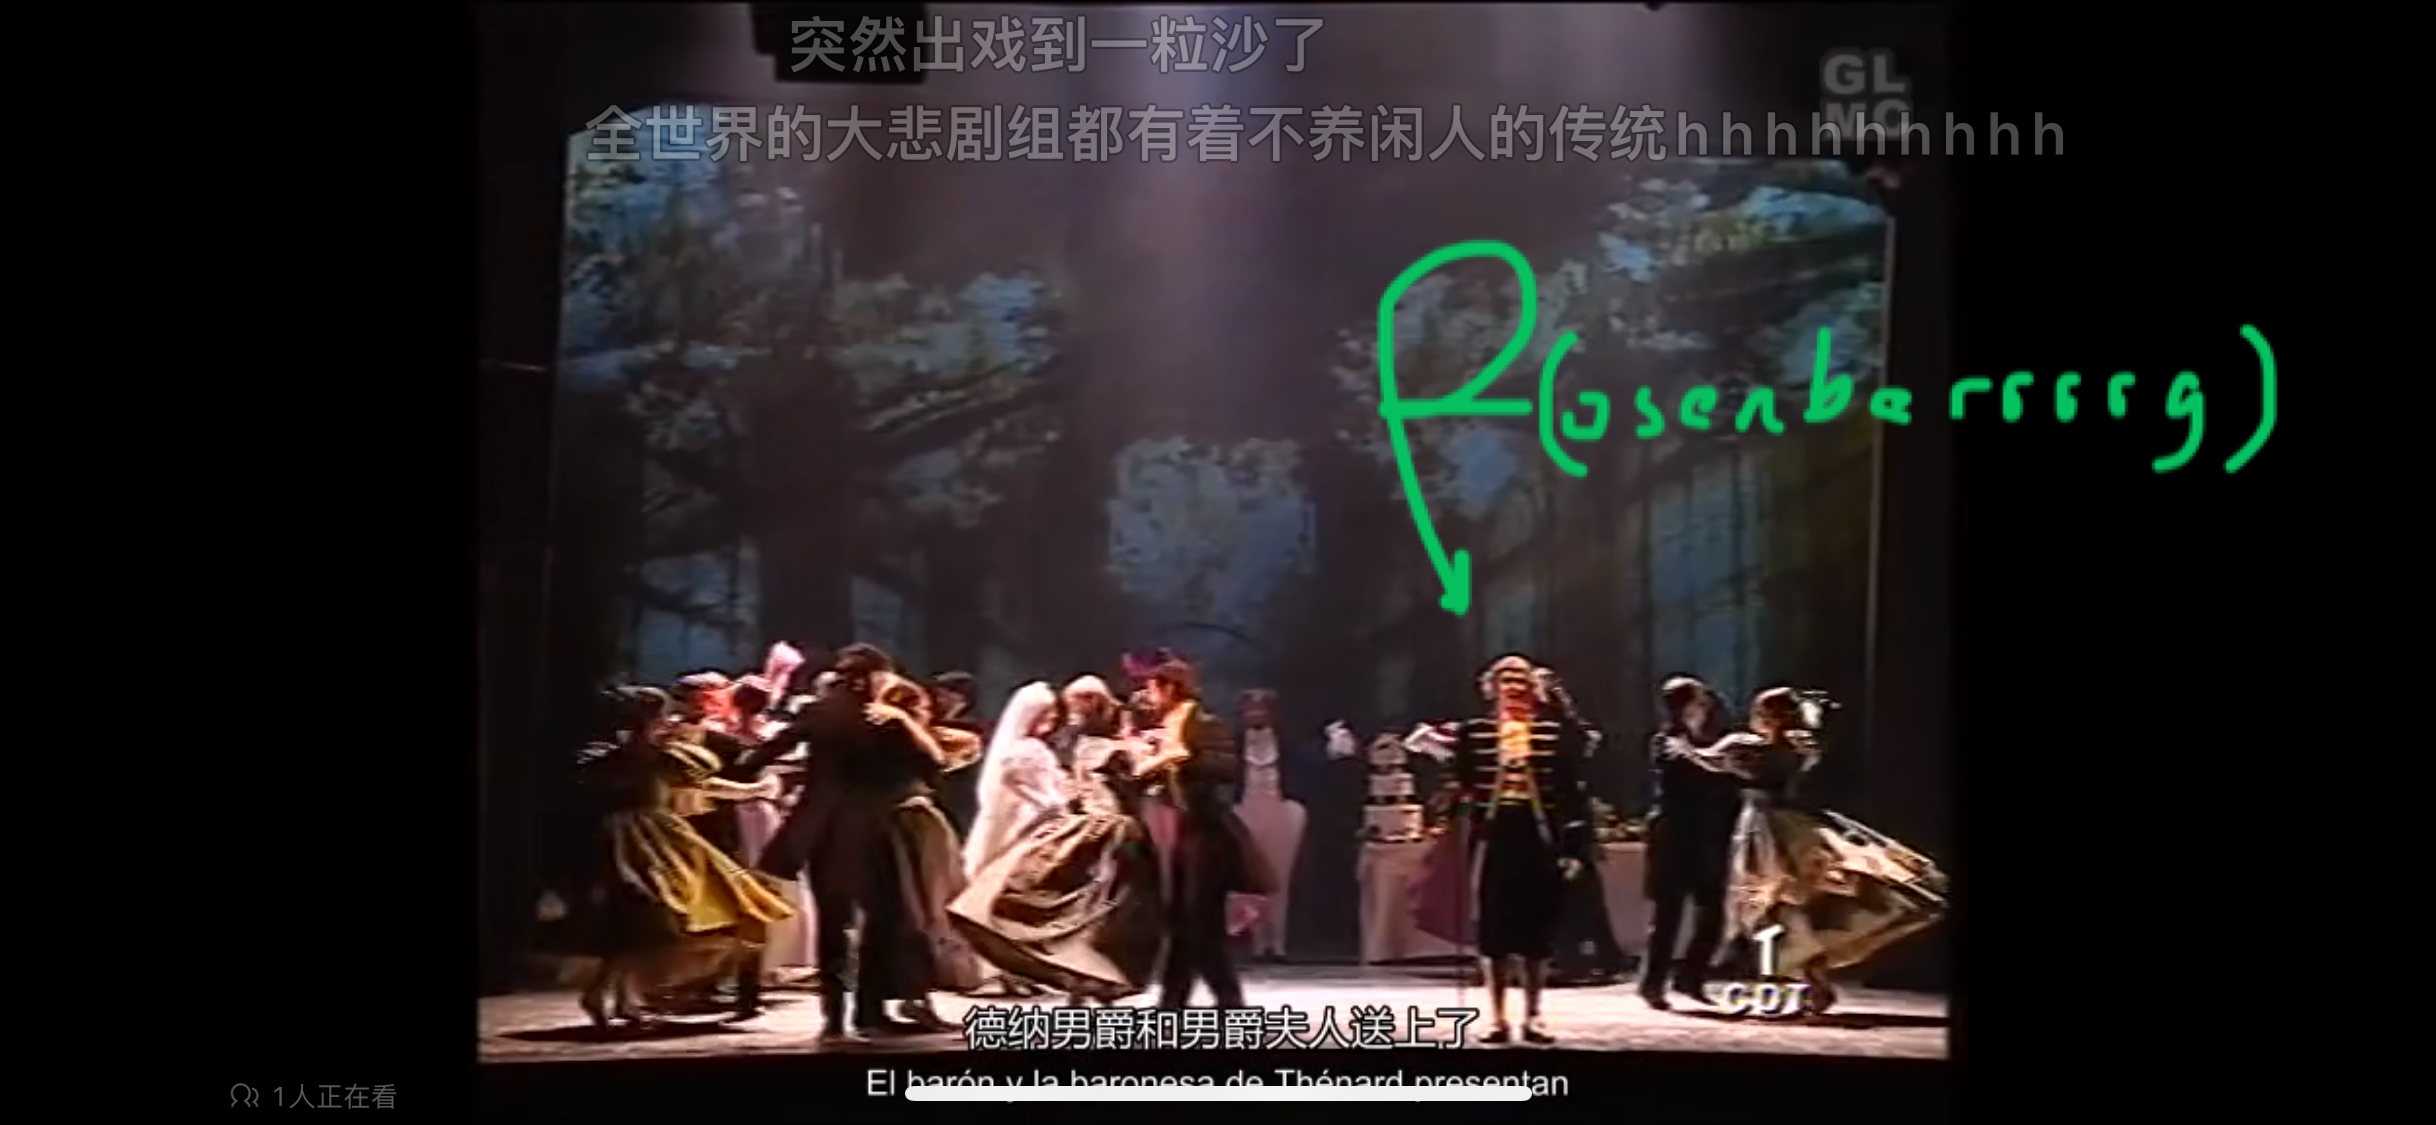 突然出戏到一粒沙了
GL
MC
全世界的大悲剧组都有着不养闲人的传统hhhhhhhhh
R(osenberrrrg)
T
CDT
德纳男爵和男爵夫人送上了
El barón y la baronesa de Thénard presentan
1人正在看